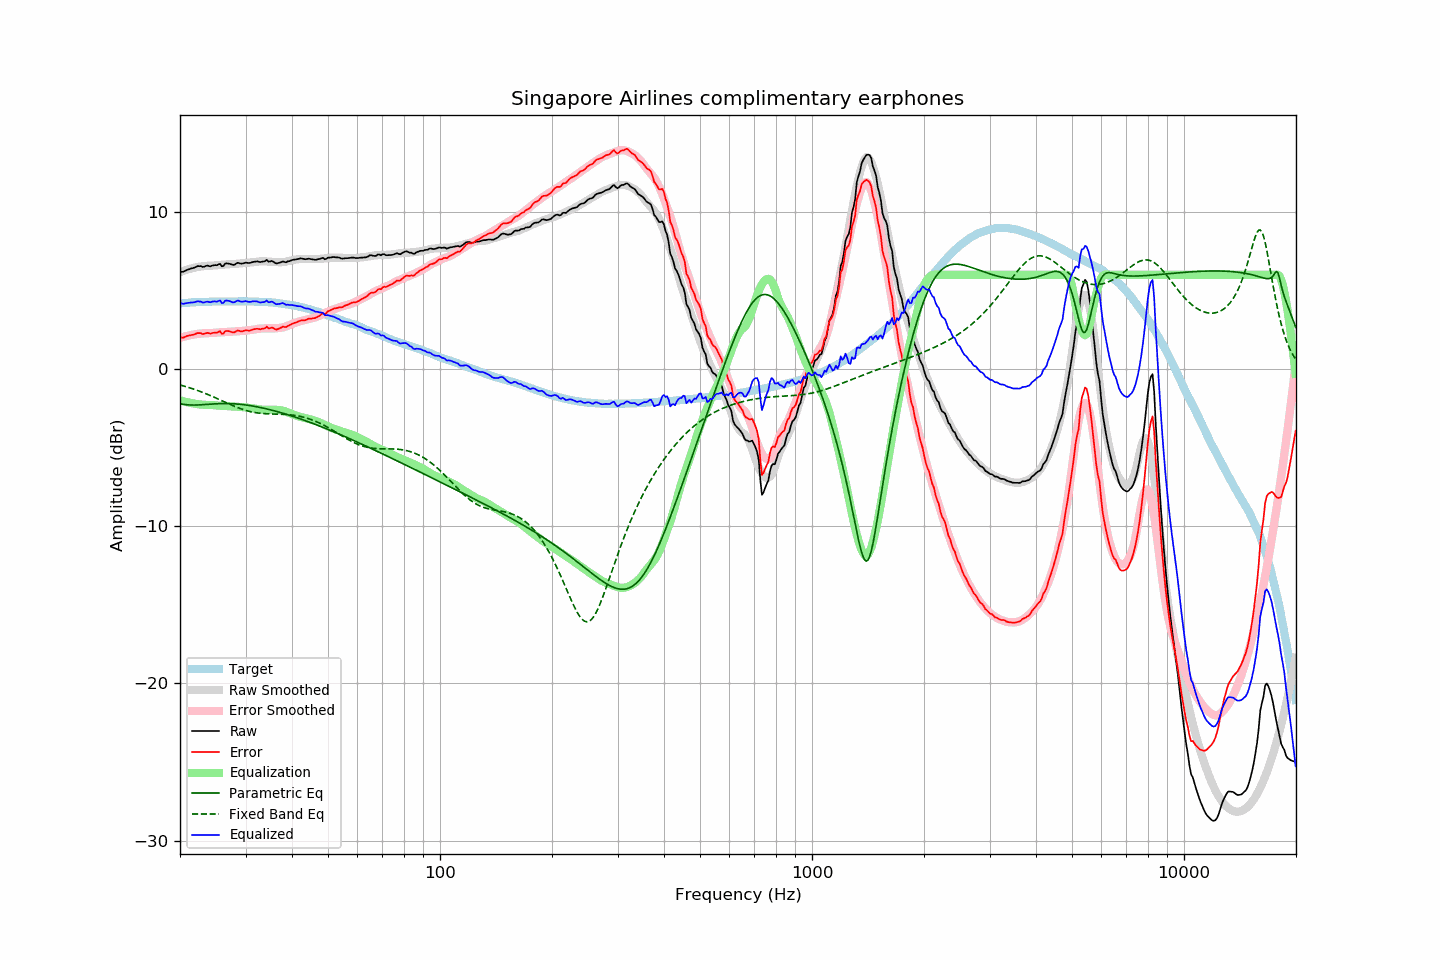 Singapore Airlines complimentary earphones
Amplitude (dBr)
10
0
−10
−20
−30
Target
Raw Smoothed
Error Smoothed
Raw
Error
Equalization
Parametric Eq
Fixed Band Eq
Equalized
100
1000
10000
Frequency (Hz)